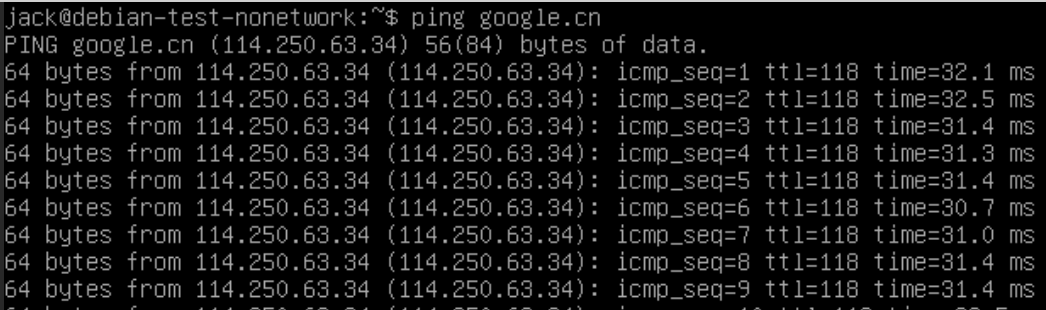 jack@debian-test-nonetwork:~$ ping google.cn
PING google.cn (114.250.63.34) 56(84) bytes of data.
64 bytes from 114.250.63.34 (114.250.63.34): icmp_seq=1 ttl=118 time=32.1 ms
64 bytes from 114.250.63.34 (114.250.63.34): icmp_seq=2 ttl=118 time=32.5 ms
64 bytes from 114.250.63.34 (114.250.63.34): icmp_seq=3 ttl=118 time=31.4 ms
64 bytes from 114.250.63.34 (114.250.63.34): icmp_seq=4 ttl=118 time=31.3 ms
64 bytes from 114.250.63.34 (114.250.63.34): icmp_seq=5 ttl=118 time=31.4 ms
64 bytes from 114.250.63.34 (114.250.63.34): icmp_seq=6 ttl=118 time=30.7 ms
64 bytes from 114.250.63.34 (114.250.63.34): icmp_seq=7 ttl=118 time=31.0 ms
64 bytes from 114.250.63.34 (114.250.63.34): icmp_seq=8 ttl=118 time=31.4 ms
64 bytes from 114.250.63.34 (114.250.63.34): icmp_seq=9 ttl=118 time=31.4 ms